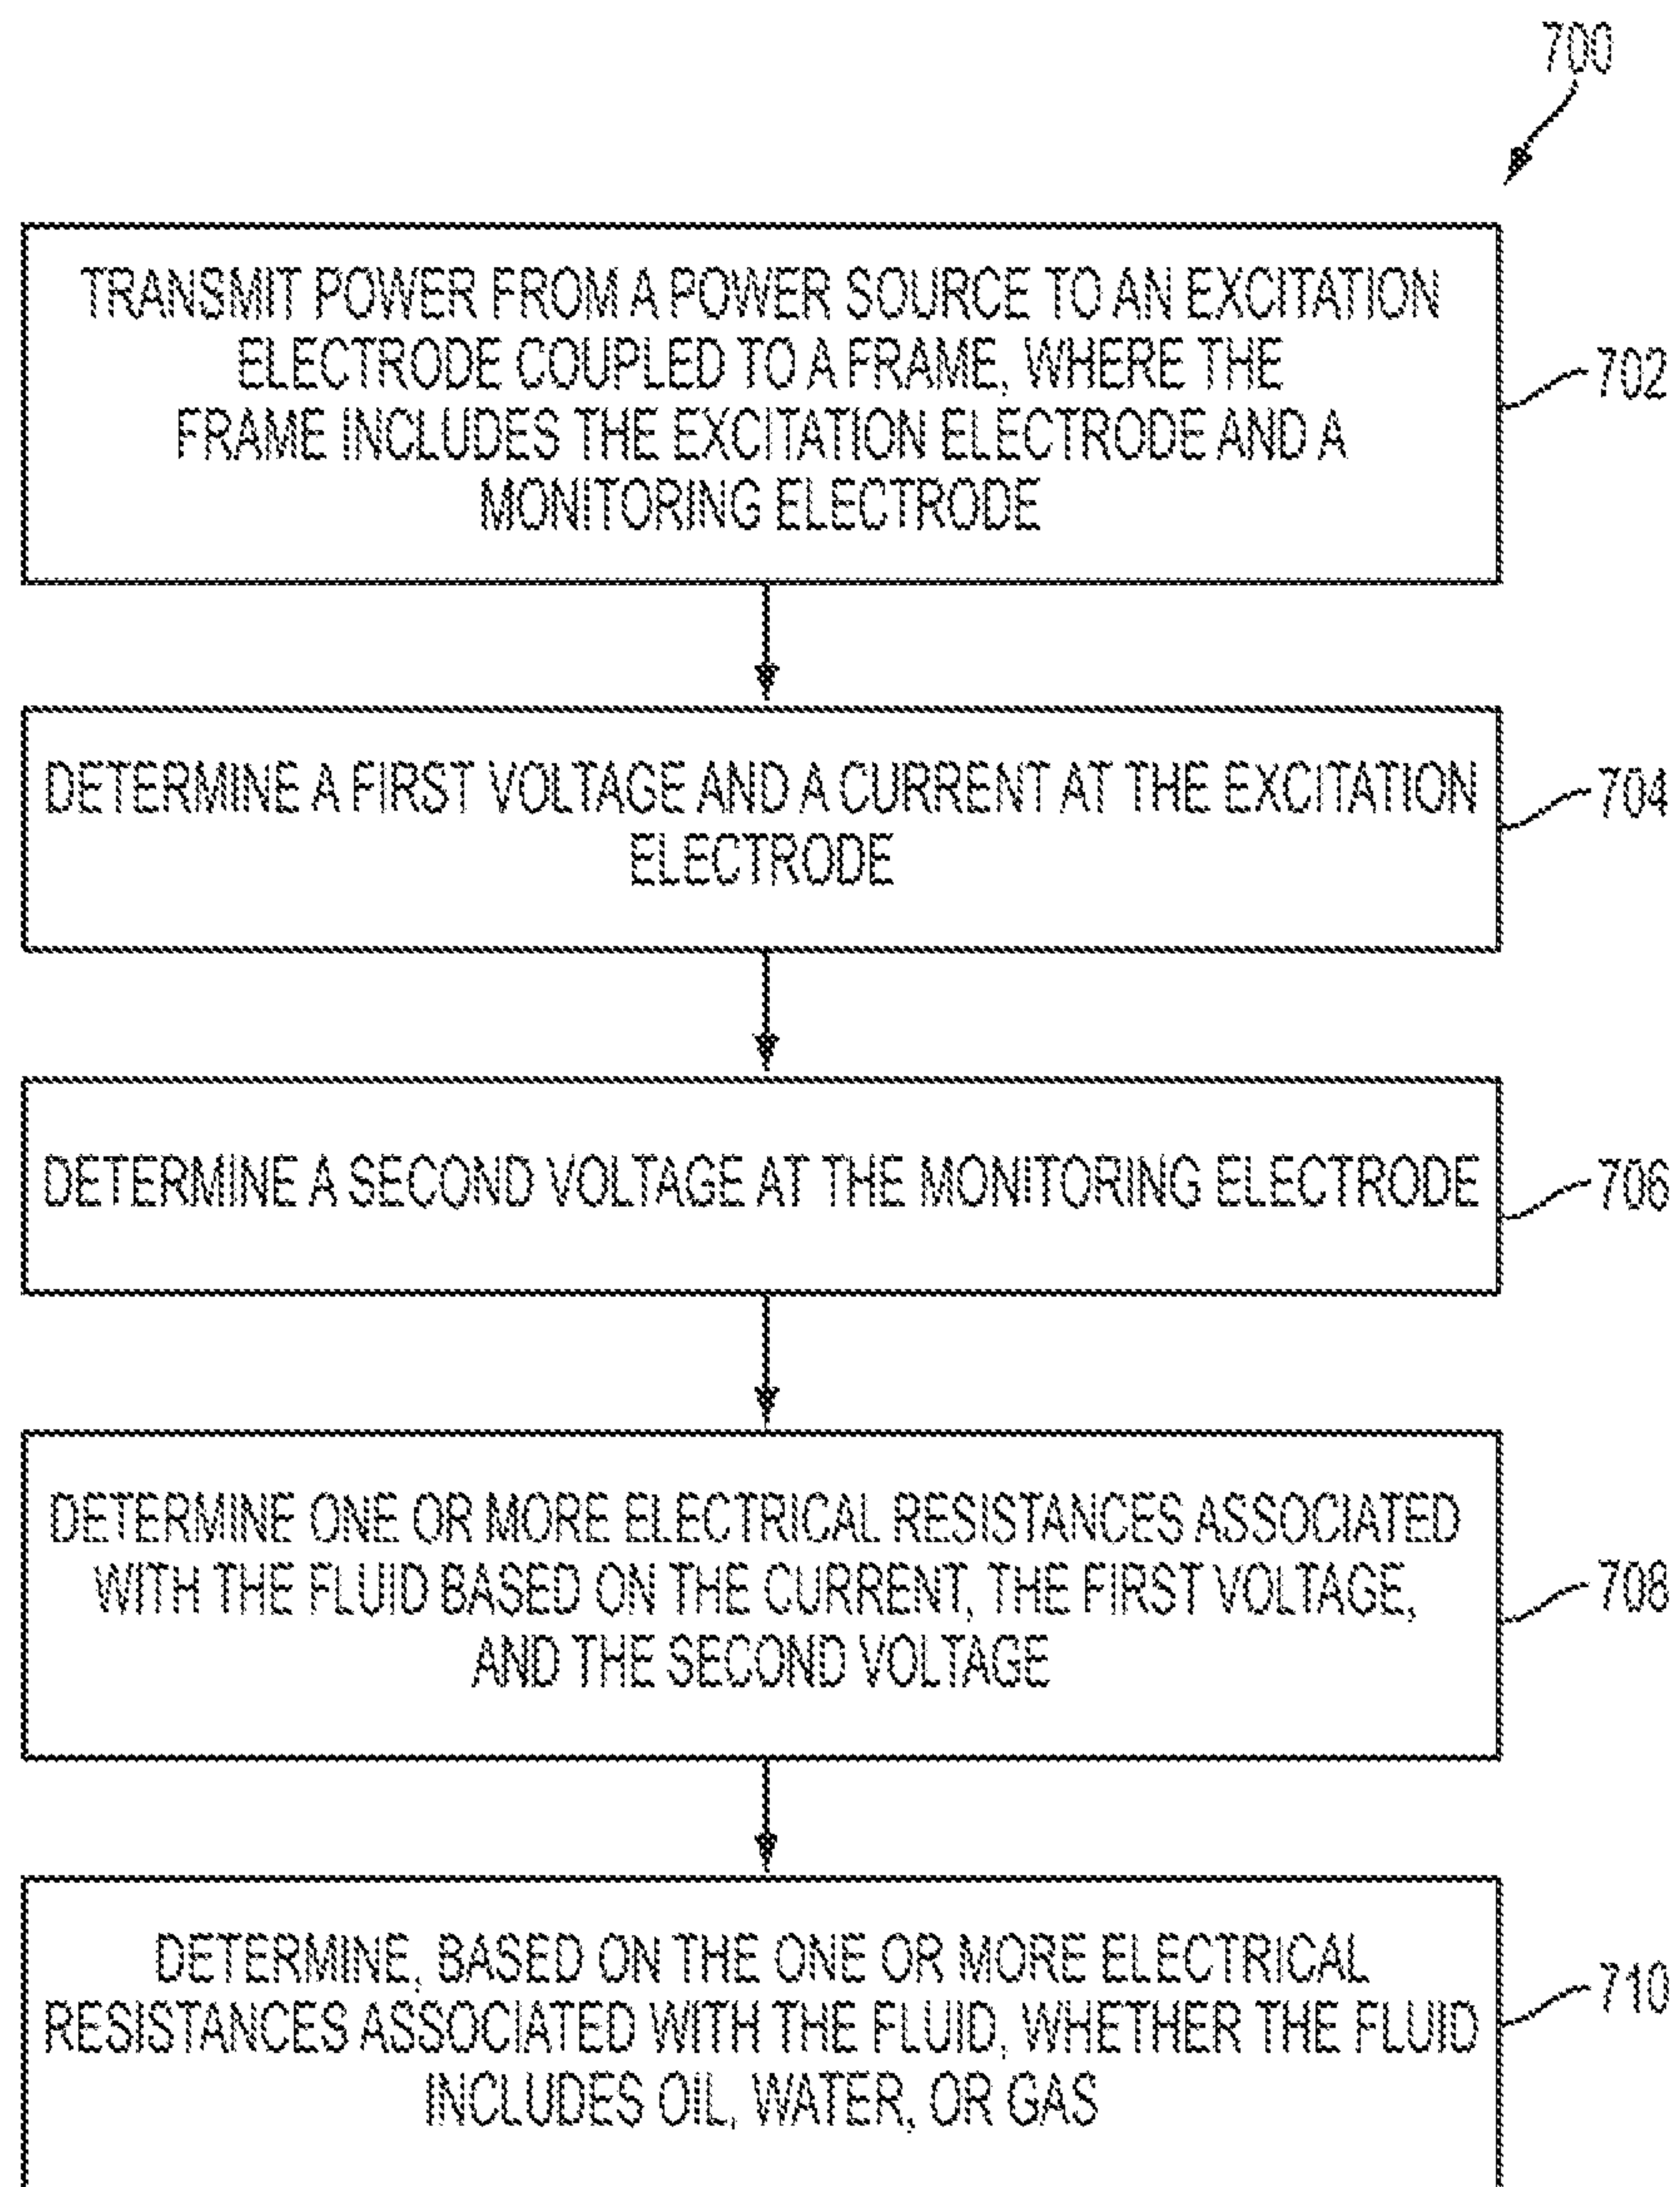 700
TRANSMIT POWER FROM A POWER SOURCE TO AN EXCITATION
ELECTRODE COUPLED TO A FRAME, WHERE THE
FRAME INCLUDES THE EXCITATION ELECTRODE AND A
MONITORING ELECTRODE
702
DETERMINE A FIRST VOLTAGE AND A CURRENT AT THE EXCITATION
ELECTRODE
704
DETERMINE A SECOND VOLTAGE AT THE MONITORING ELECTRODE
706
DETERMINE ONE OR MORE ELECTRICAL RESISTANCES ASSOCIATED
WITH THE FLUID BASED ON THE CURRENT, THE FIRST VOLTAGE,
AND THE SECOND VOLTAGE
708
DETERMINE, BASED ON THE ONE OR MORE ELECTRICAL
RESISTANCES ASSOCIATED WITH THE FLUID, WHETHER THE FLUID
INCLUDES OIL, WATER, OR GAS
710